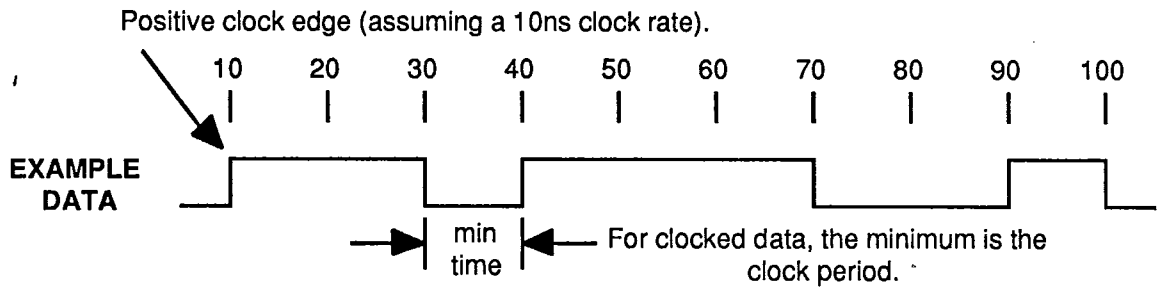 Positive clock edge (assuming a 10ns clock rate).
10 20 30 40 50 60 70 80 90 100
EXAMPLE
DATA
min
time
For clocked data, the minimum is the
clock period.